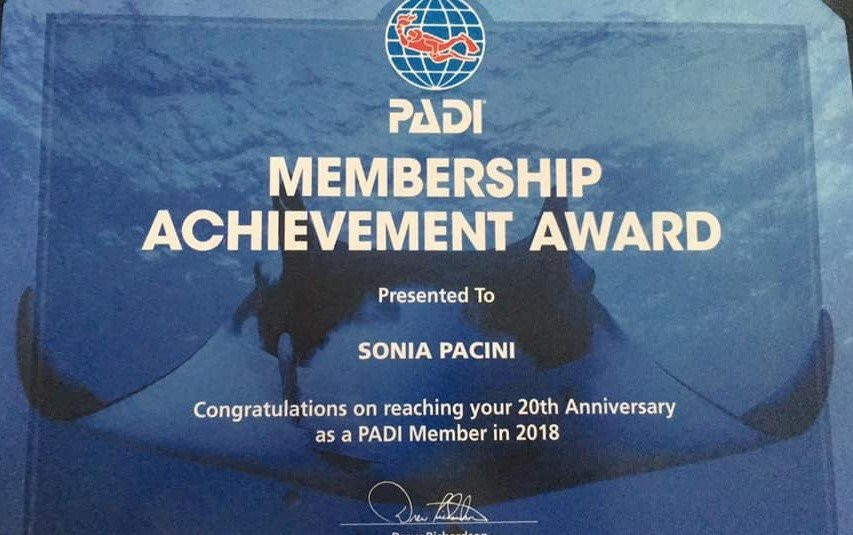 PADI
MEMBERSHIP
ACHIEVEMENT AWARD
Presented To
SONIA PACINI
Congratulations on reaching your 20th Anniversary
as a PADI Member in 2018